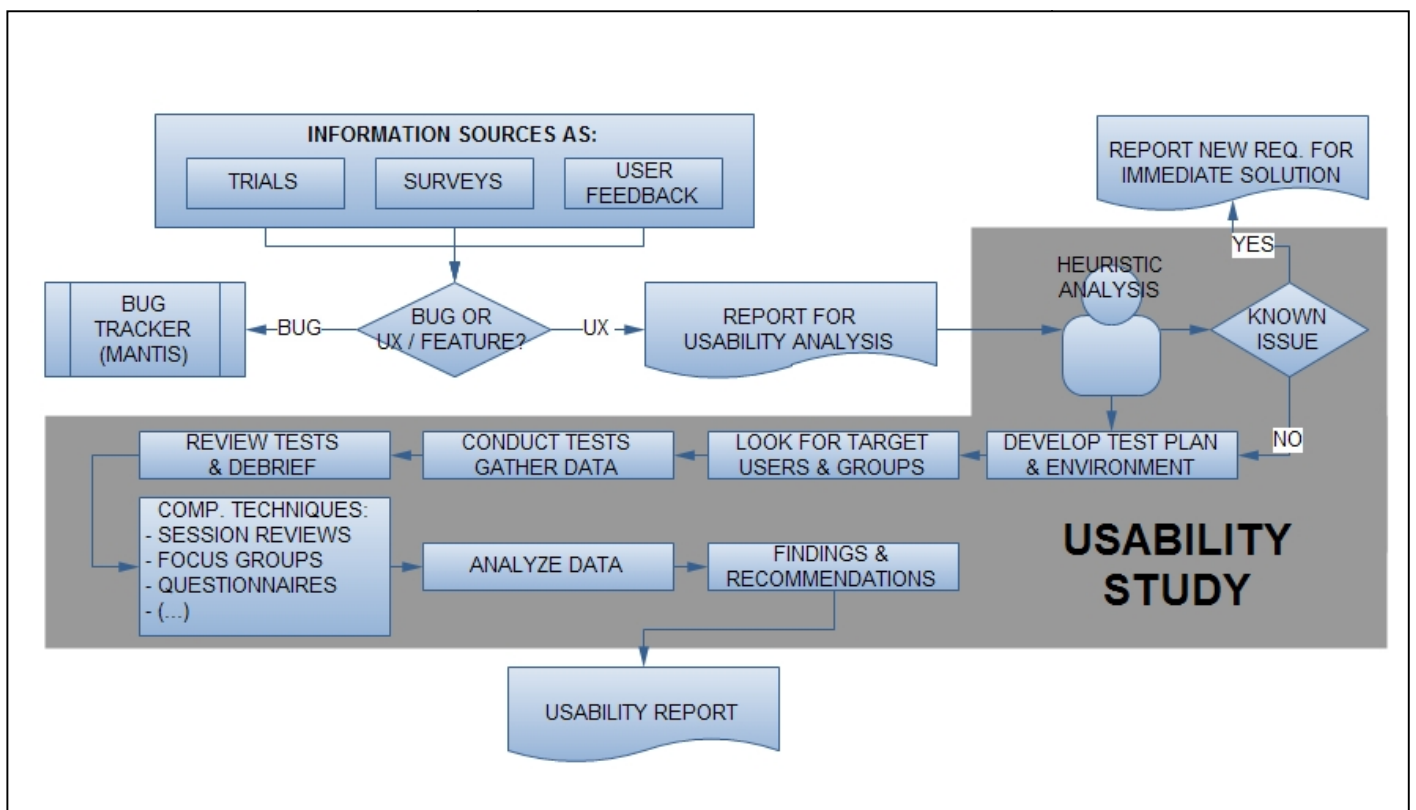 INFORMATION SOURCES AS:
TRIALS
SURVEYS
USER
FEEDBACK
REPORT NEW REQ. FOR
IMMEDIATE SOLUTION
YES
BUG
TRACKER
(MANTIS)
BUG
BUG OR
UX / FEATURE?
UX
REPORT FOR
USABILITY ANALYSIS
HEURISTIC
ANALYSIS
KNOWN
ISSUE
NO
REVIEW TESTS
& DEBRIEF
CONDUCT TESTS
GATHER DATA
LOOK FOR TARGET
USERS & GROUPS
DEVELOP TEST PLAN
& ENVIRONMENT
COMP. TECHNIQUES:
- SESSION REVIEWS
- FOCUS GROUPS
- QUESTIONNAIRES
- (...)
ANALYZE DATA
FINDINGS &
RECOMMENDATIONS
USABILITY
STUDY
USABILITY REPORT